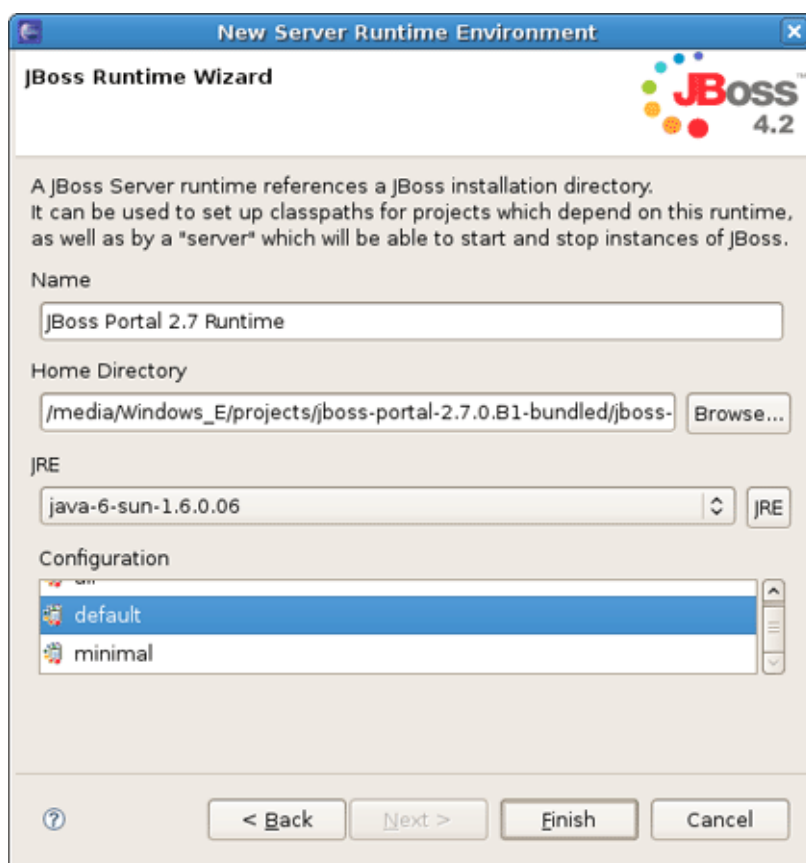 New Server Runtime Environment
JBoss Runtime Wizard
JBoss™
4.2
A JBoss Server runtime references a JBoss installation directory.
It can be used to set up classpaths for projects which depend on this runtime,
as well as by a "server" which will be able to start and stop instances of JBoss.
Name
JBoss Portal 2.7 Runtime
Home Directory
/media/Windows_E/projects/jboss-portal-2.7.0.B1-bundled/jboss-
Browse...
JRE
java-6-sun-1.6.0.06
JRE
Configuration
default
minimal
< Back
Next >
Finish
Cancel